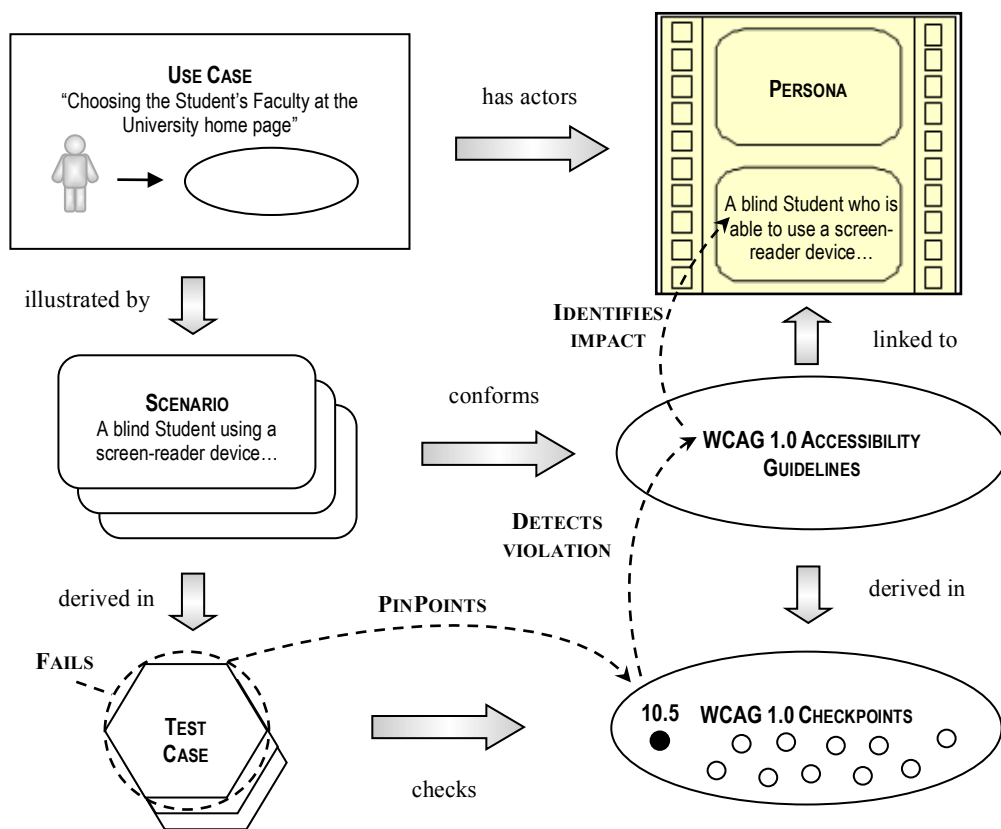 USE CASE
“Choosing the Student’s Faculty at the
University home page”
has actors
PERSONA
A blind Student who is
able to use a screen-
reader device…
illustrated by
IDENTIFIES
IMPACT
linked to
SCENARIO
A blind Student using a
screen-reader device…
conforms
WCAG 1.0 ACCESSIBILITY
GUIDELINES
DETECTS
VIOLATION
derived in
PINPOINTS
derived in
FAILS
TEST
CASE
checks
10.5 WCAG 1.0 CHECKPOINTS